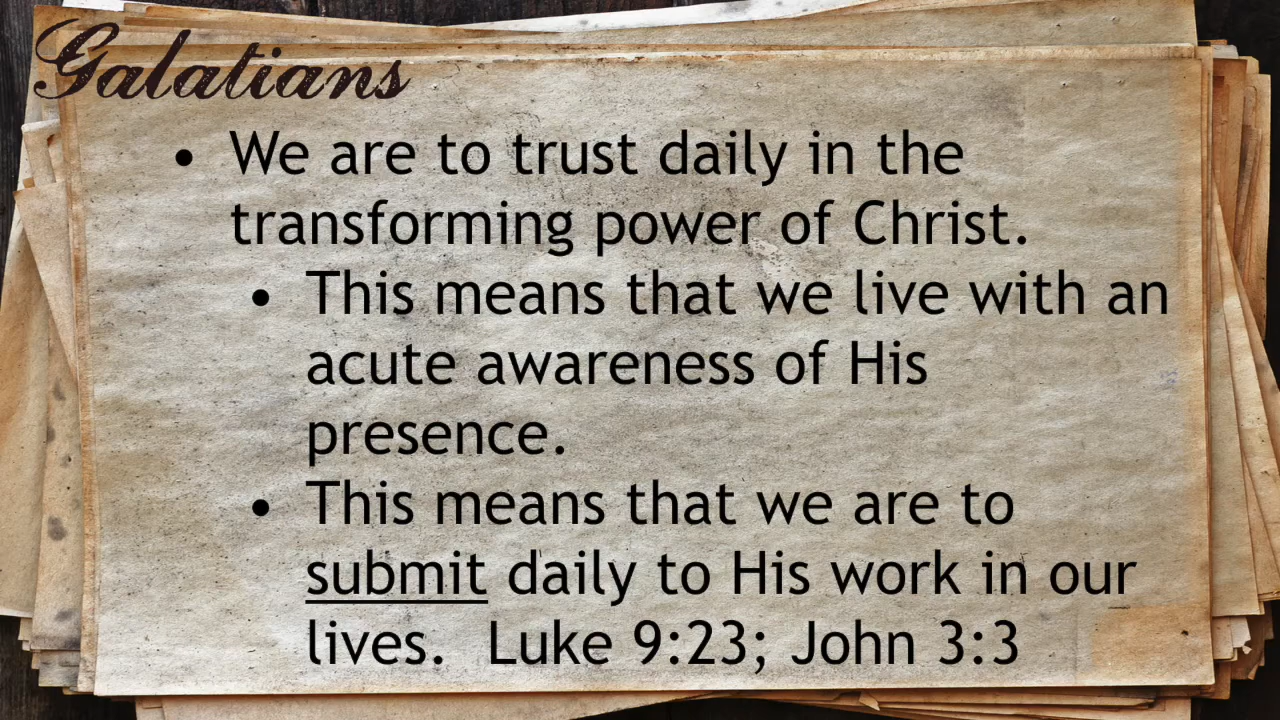 Galatians
• We are to trust daily in the
transforming power of Christ.
• This means that we live with an
acute awareness of His
presence.
• This means that we are to
submit daily to His work in our
lives. Luke 9:23; John 3:3